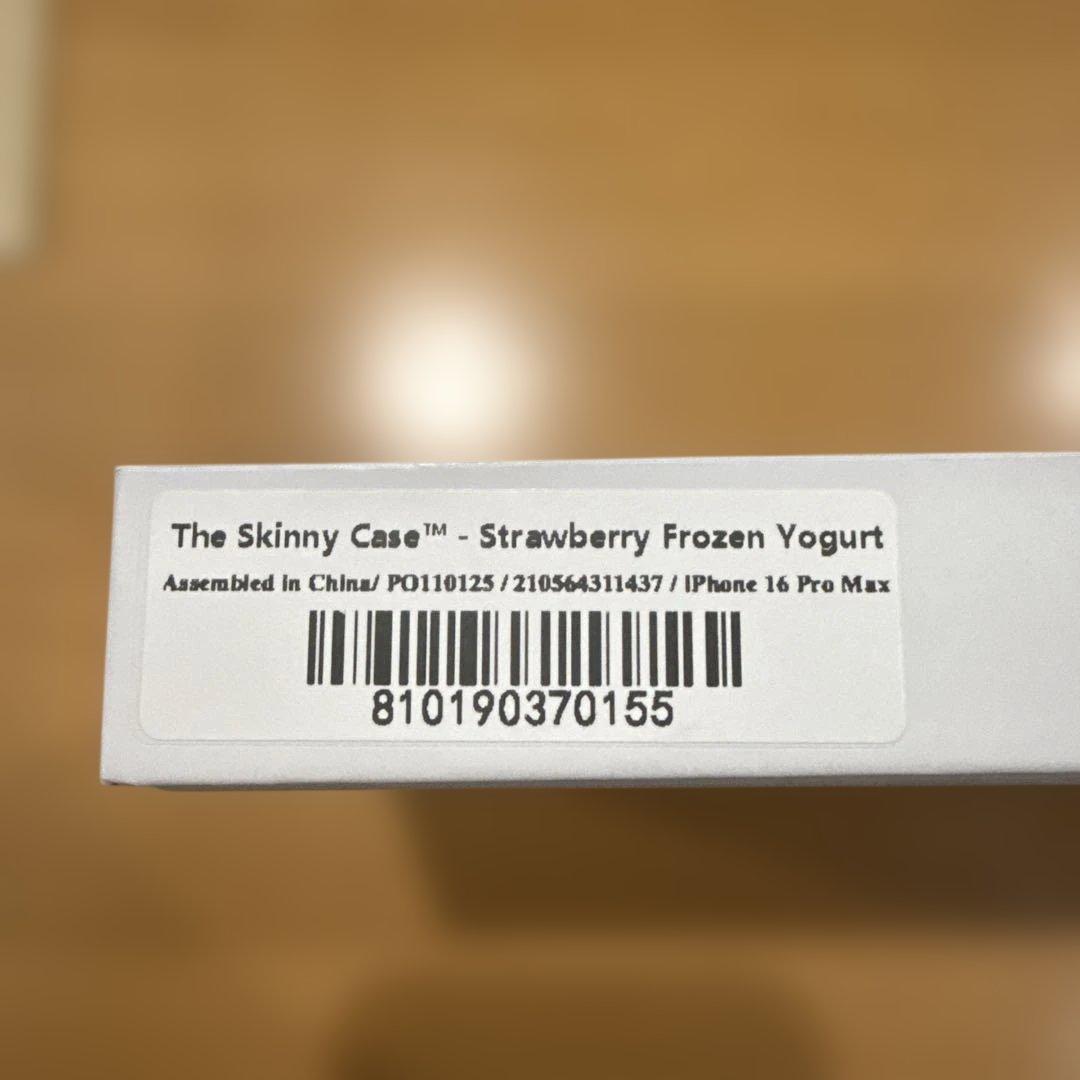 The Skinny Case™ - Strawberry Frozen Yogurt
Assembled in China/ PO110125 / 210564311437 / iPhone 16 Pro Max
810190370155